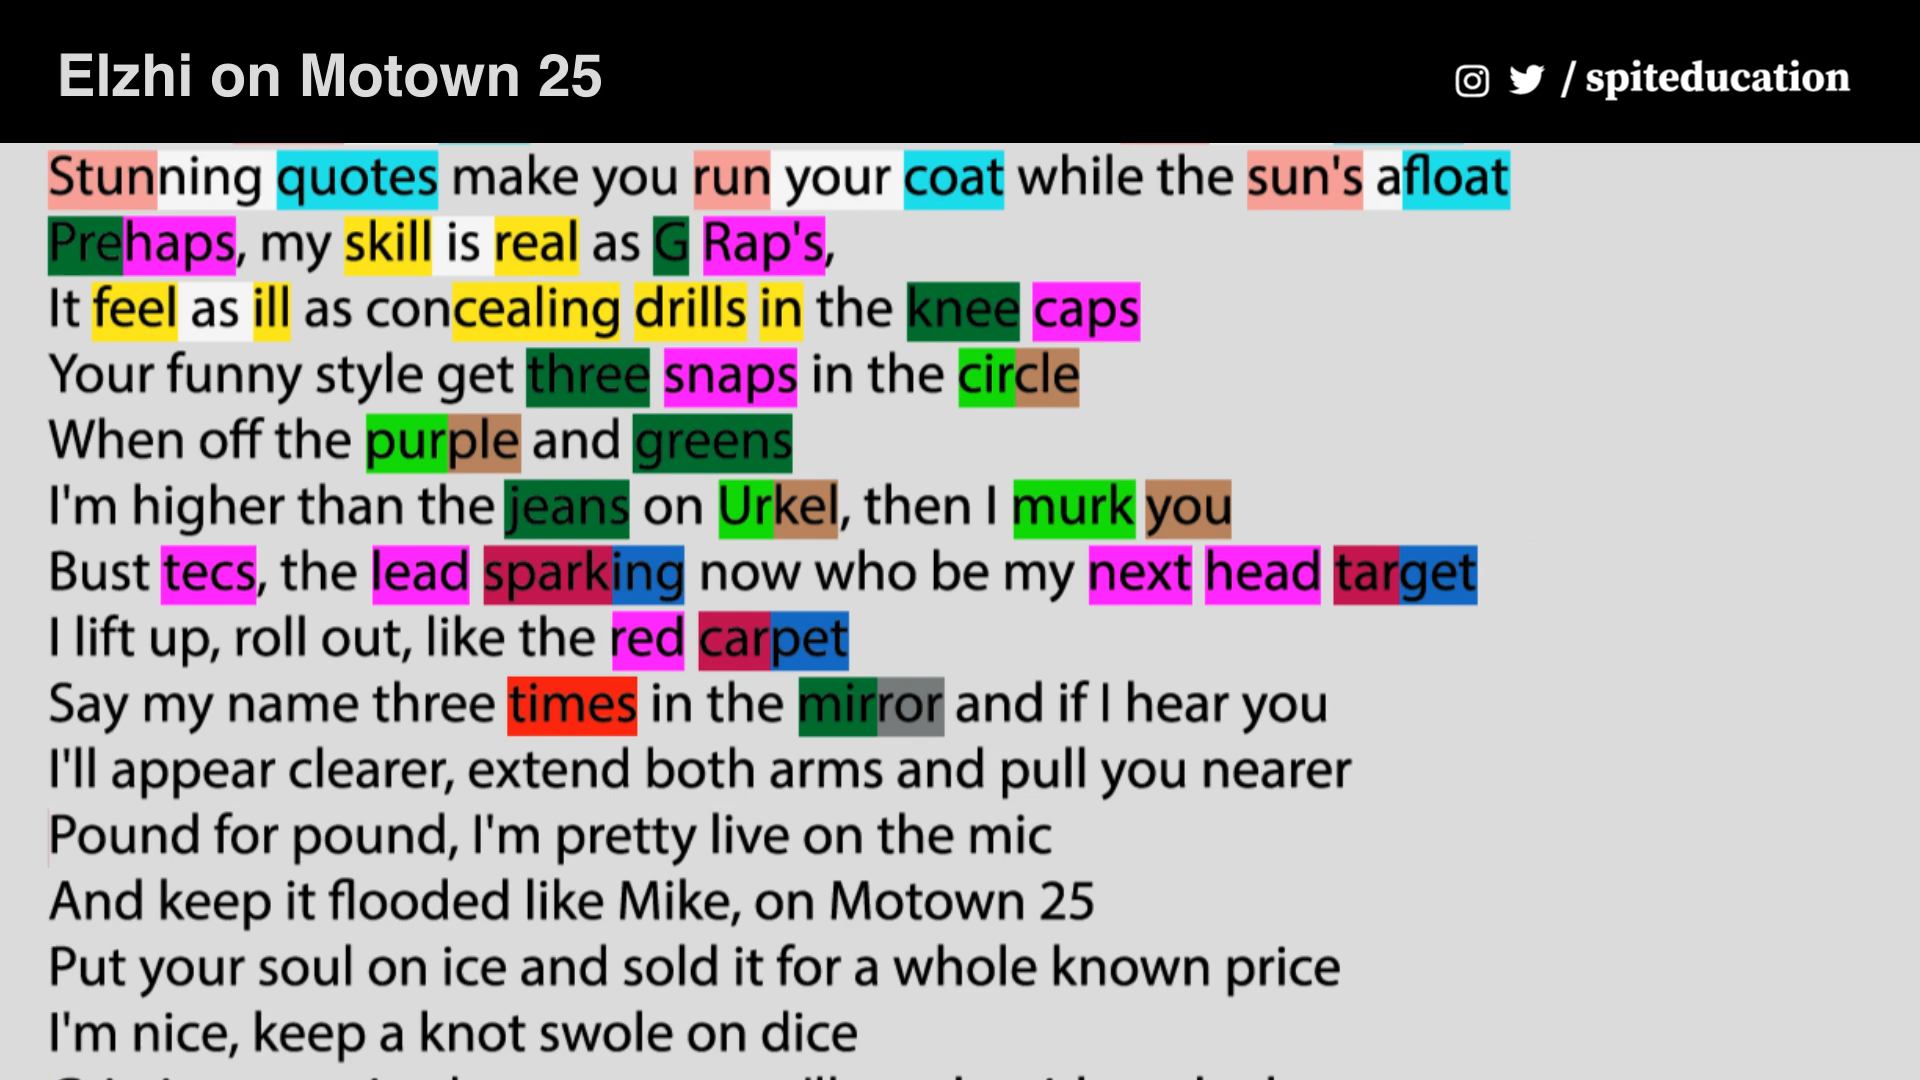 Elzhi on Motown 25
/ spiteducation
Stunning quotes make you run your coat while the sun's afloat
Prehaps, my skill is real as G Rap's,
It feel as ill as concealing drills in the knee caps
Your funny style get three snaps in the circle
When off the purple and greens
I'm higher than the jeans on Urkel, then I murk you
Bust tecs, the lead sparking now who be my next head target
I lift up, roll out, like the red carpet
Say my name three times in the mirror and if I hear you
I'll appear clearer, extend both arms and pull you nearer
Pound for pound, I'm pretty live on the mic
And keep it flooded like Mike, on Motown 25
Put your soul on ice and sold it for a whole known price
I'm nice, keep a knot swole on dice